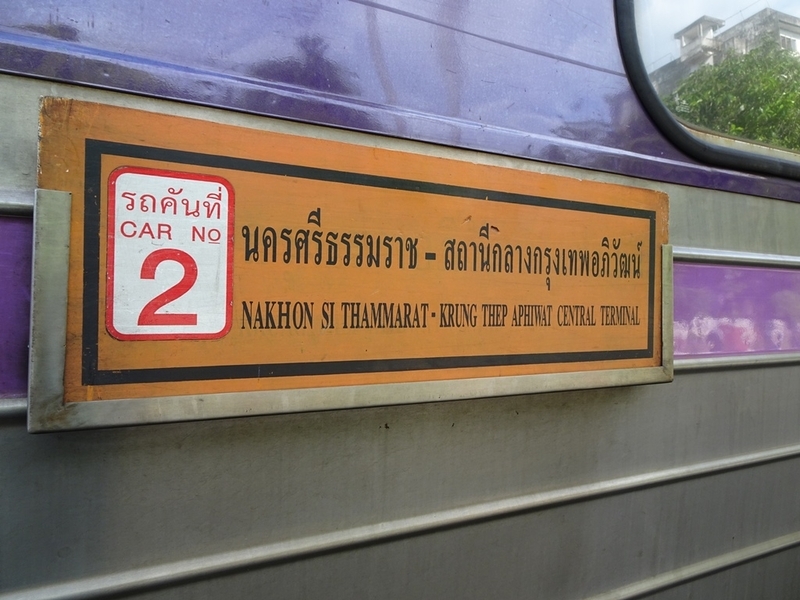 รถคันที่
CAR Nº
2
นครศรีธรรมราช - สถานีกลางกรุงเทพอภิวัฒน์
NAKHON SI THAMMARAT - KRUNG THEP APHIWAT CENTRAL TERMINAL